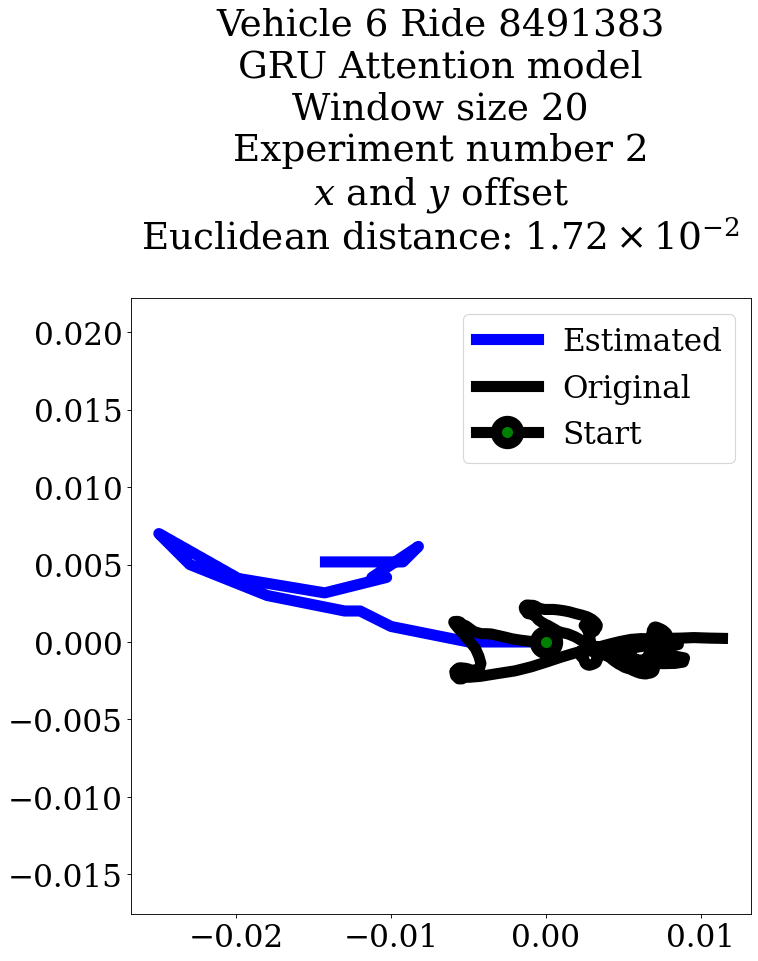 Vehicle 6 Ride 8491383
GRU Attention model
Window size 20
Experiment number 2
x and y offset
Euclidean distance: 1.72 × 10⁻²
Estimated
Original
Start
0.020
0.015
0.010
0.005
0.000
−0.005
−0.010
−0.015
−0.02 −0.01 0.00 0.01